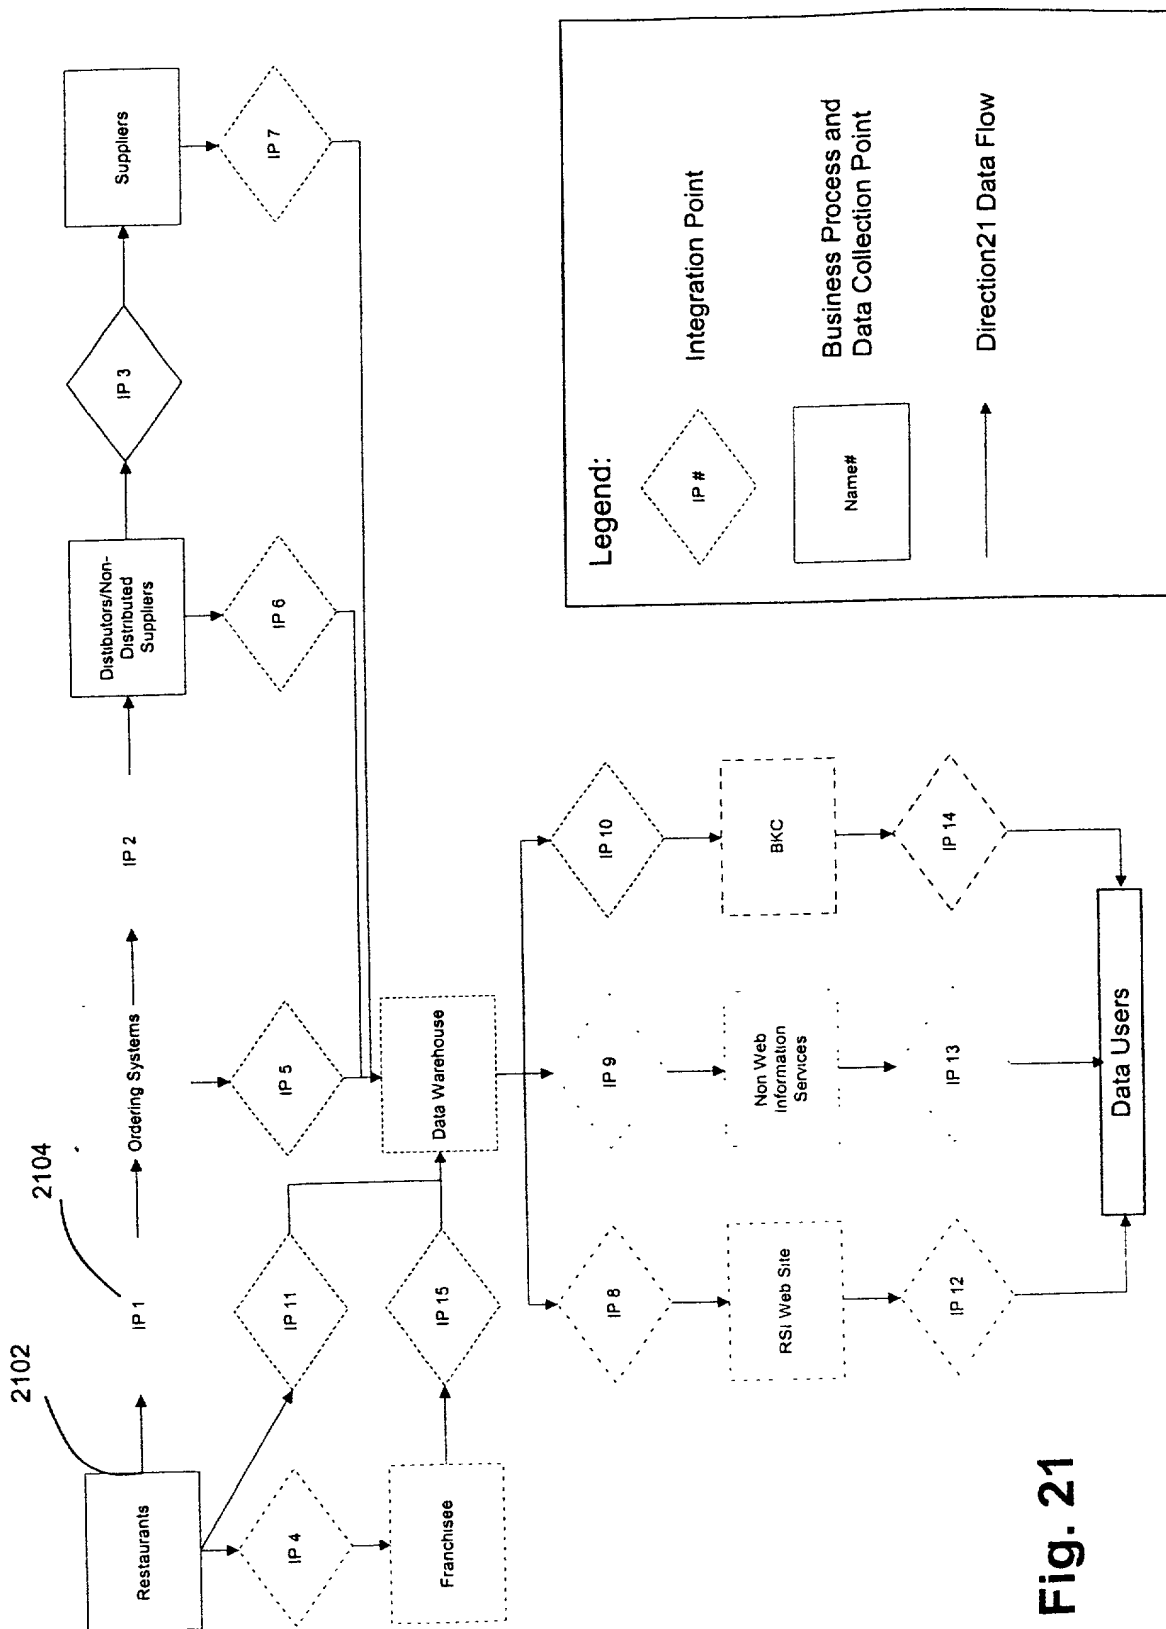 2102
2104
Restaurants
IP 1
Ordering Systems
IP 2
Distibutors/Non-
Distributed
Suppliers
IP 3
Suppliers
IP 4
IP 11
IP 5
IP 6
IP 7
Franchisee
IP 15
Data Warehouse
IP 8
IP 9
IP 10
RSI Web Site
Non Web
Information
Services
BKC
IP 12
IP 13
IP 14
Data Users
Legend:
IP #
Integration Point
Name#
Business Process and
Data Collection Point
Direction21 Data Flow
Fig. 21